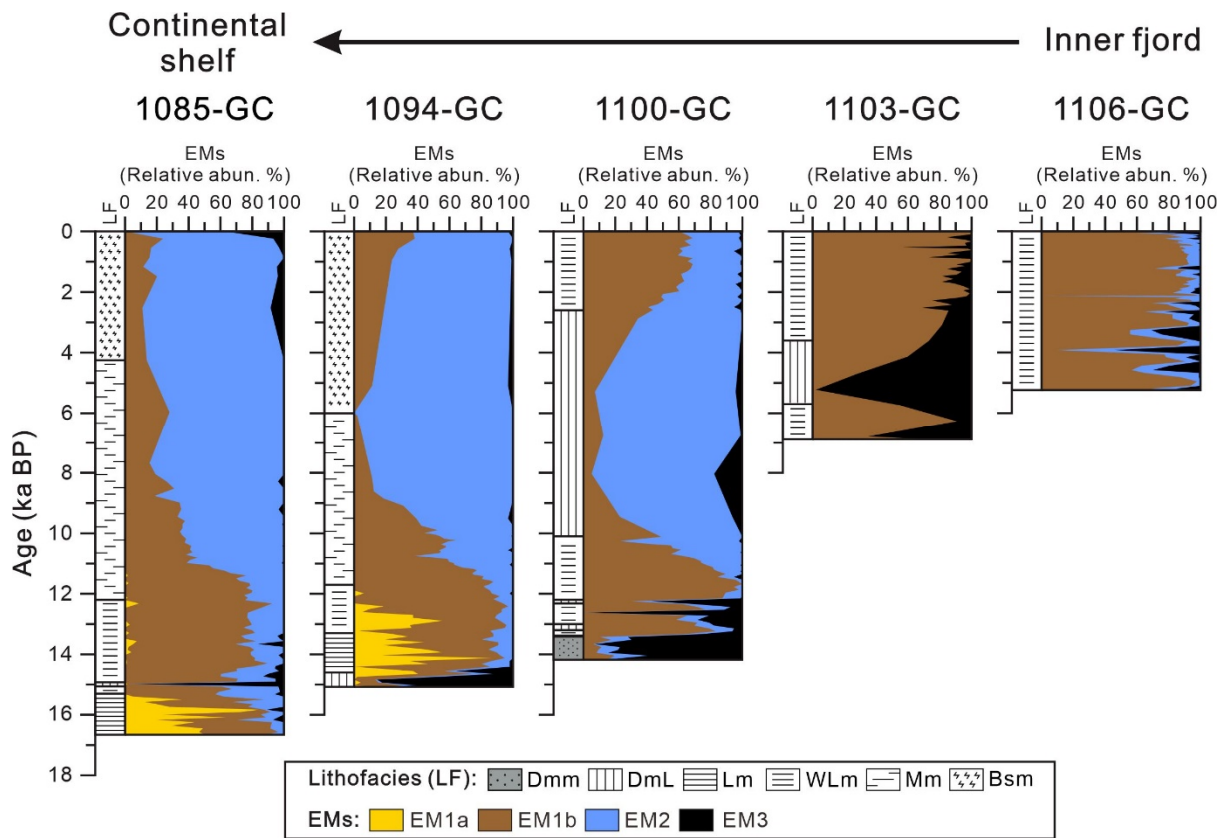 Continental shelf
Inner fjord
1085-GC
1094-GC
1100-GC
1103-GC
1106-GC
EMs
(Relative abun. %)
EMs
(Relative abun. %)
EMs
(Relative abun. %)
EMs
(Relative abun. %)
EMs
(Relative abun. %)
LF 0 20 40 60 80 100
LF 0 20 40 60 80 100
LF 0 20 40 60 80 100
LF 0 20 40 60 80 100
LF 0 20 40 60 80 100
Age (ka BP)
0
2
4
6
8
10
12
14
16
18
Lithofacies (LF): Dmm DmL Lm WLm Mm Bsm
EMs: EM1a EM1b EM2 EM3